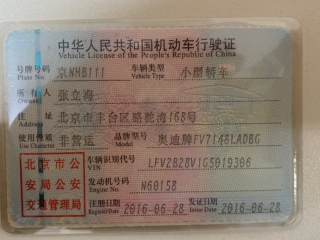 中华人民共和国机动车行驶证
Vehicle License of the People's Republic of China
号牌号码 京NHB111 车辆类型 小型轿车
Plate No. Vehicle Type
所有人 张立海
Owner
住址 北京市丰台区骆驼湾168号
Address
使用性质 非营运 品牌型号 奥迪牌FV7148LADBG
Use Character Model
北京市公
安局公安
交通管理局
车辆识别代号 LFV2B28V1G5019306
VIN
发动机号码 N60158
Engine No.
注册日期 2016-06-28 发证日期 2016-06-28
Register Date Issue Date